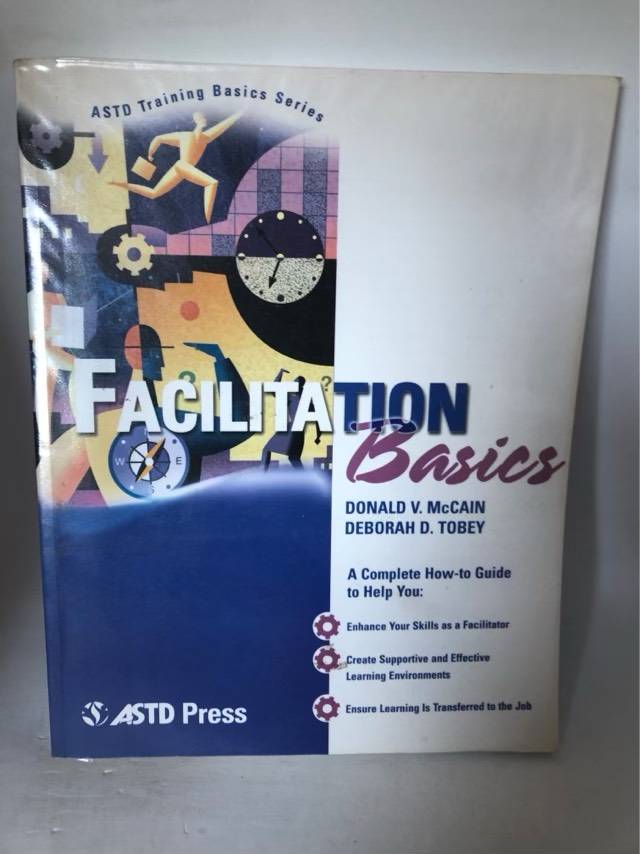 ASTD Training Basics Series
FACILITATION
Basics
DONALD V. McCAIN
DEBORAH D. TOBEY
A Complete How-to Guide
to Help You:
Enhance Your Skills as a Facilitator
Create Supportive and Effective
Learning Environments
Ensure Learning Is Transferred to the Job
ASTD Press
?
?
W
E
S